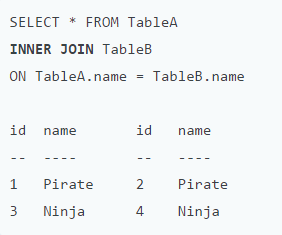 SELECT * FROM TableA
INNER JOIN TableB
ON TableA.name = TableB.name
id  name       id   name
--  ----       --   ----
1   Pirate     2    Pirate
3   Ninja      4    Ninja